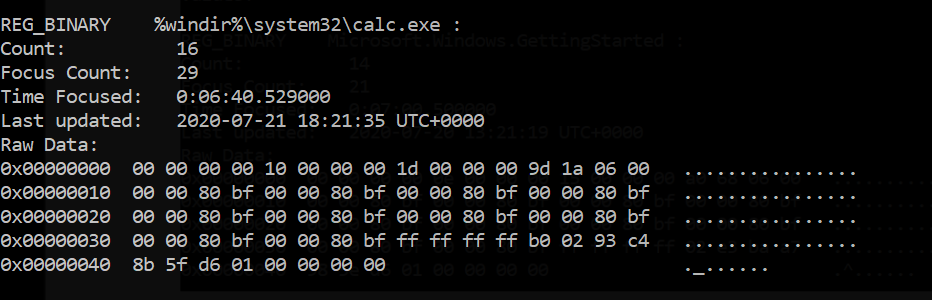 REG_BINARY %windir%\system32\calc.exe :
Count: 16
Focus Count: 29
Time Focused: 0:06:40.529000
Last updated: 2020-07-21 18:21:35 UTC+0000
Raw Data:
0x00000000 00 00 00 00 10 00 00 00 1d 00 00 00 9d 1a 06 00 ................
0x00000010 00 00 80 bf 00 00 80 bf 00 00 80 bf 00 00 80 bf ................
0x00000020 00 00 80 bf 00 00 80 bf 00 00 80 bf 00 00 80 bf ................
0x00000030 00 00 80 bf 00 00 80 bf ff ff ff ff b0 02 93 c4 ................
0x00000040 8b 5f d6 01 00 00 00 00 ._......